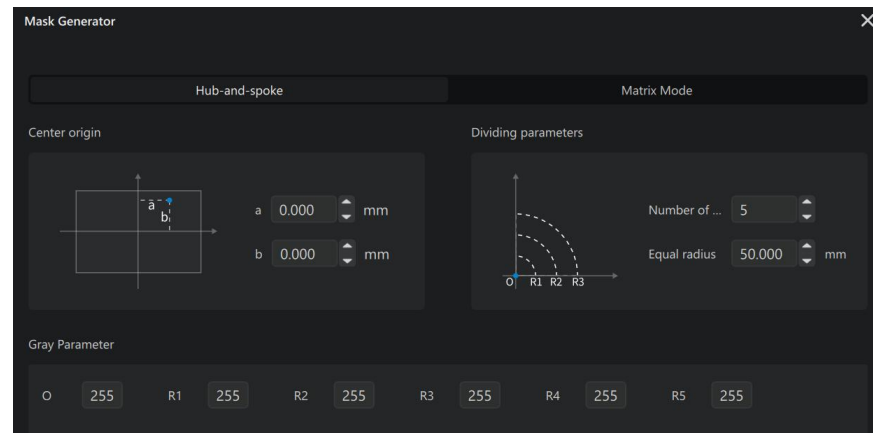 Mask Generator
Hub-and-spoke
Matrix Mode
Center origin
a
b
a 0.000 mm
b 0.000 mm
Dividing parameters
O R1 R2 R3
Number of ... 5
Equal radius 50.000 mm
Gray Parameter
O 255 R1 255 R2 255 R3 255 R4 255 R5 255